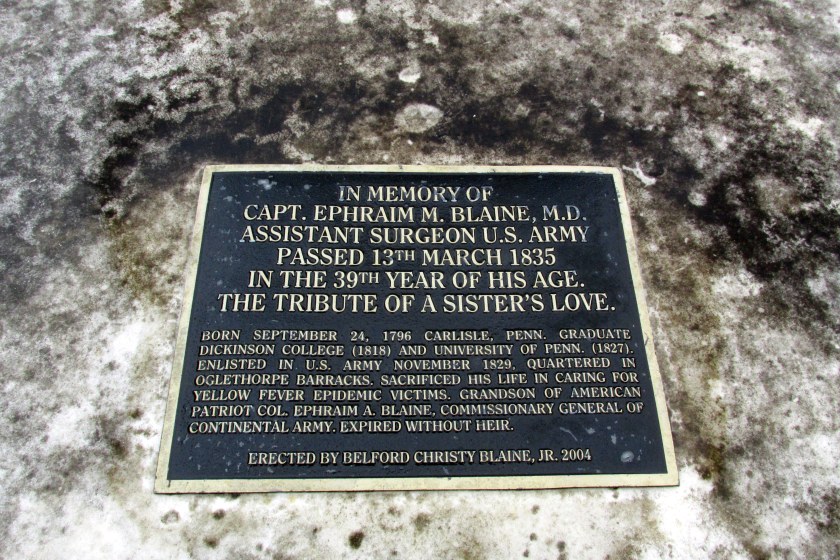 IN MEMORY OF
CAPT. EPHRAIM M. BLAINE, M.D.
ASSISTANT SURGEON U.S. ARMY
PASSED 13TH MARCH 1835
IN THE 39TH YEAR OF HIS AGE.
THE TRIBUTE OF A SISTER'S LOVE.
BORN SEPTEMBER 24, 1796 CARLISLE, PENN. GRADUATE
DICKINSON COLLEGE (1818) AND UNIVERSITY OF PENN. (1827).
ENLISTED IN U.S. ARMY NOVEMBER 1829, QUARTERED IN
OGLETHORPE BARRACKS. SACRIFICED HIS LIFE IN CARING FOR
YELLOW FEVER EPIDEMIC VICTIMS. GRANDSON OF AMERICAN
PATRIOT COL. EPHRAIM A. BLAINE, COMMISSIONARY GENERAL OF
CONTINENTAL ARMY. EXPIRED WITHOUT HEIR.
ERECTED BY BELFORD CHRISTY BLAINE, JR. 2004